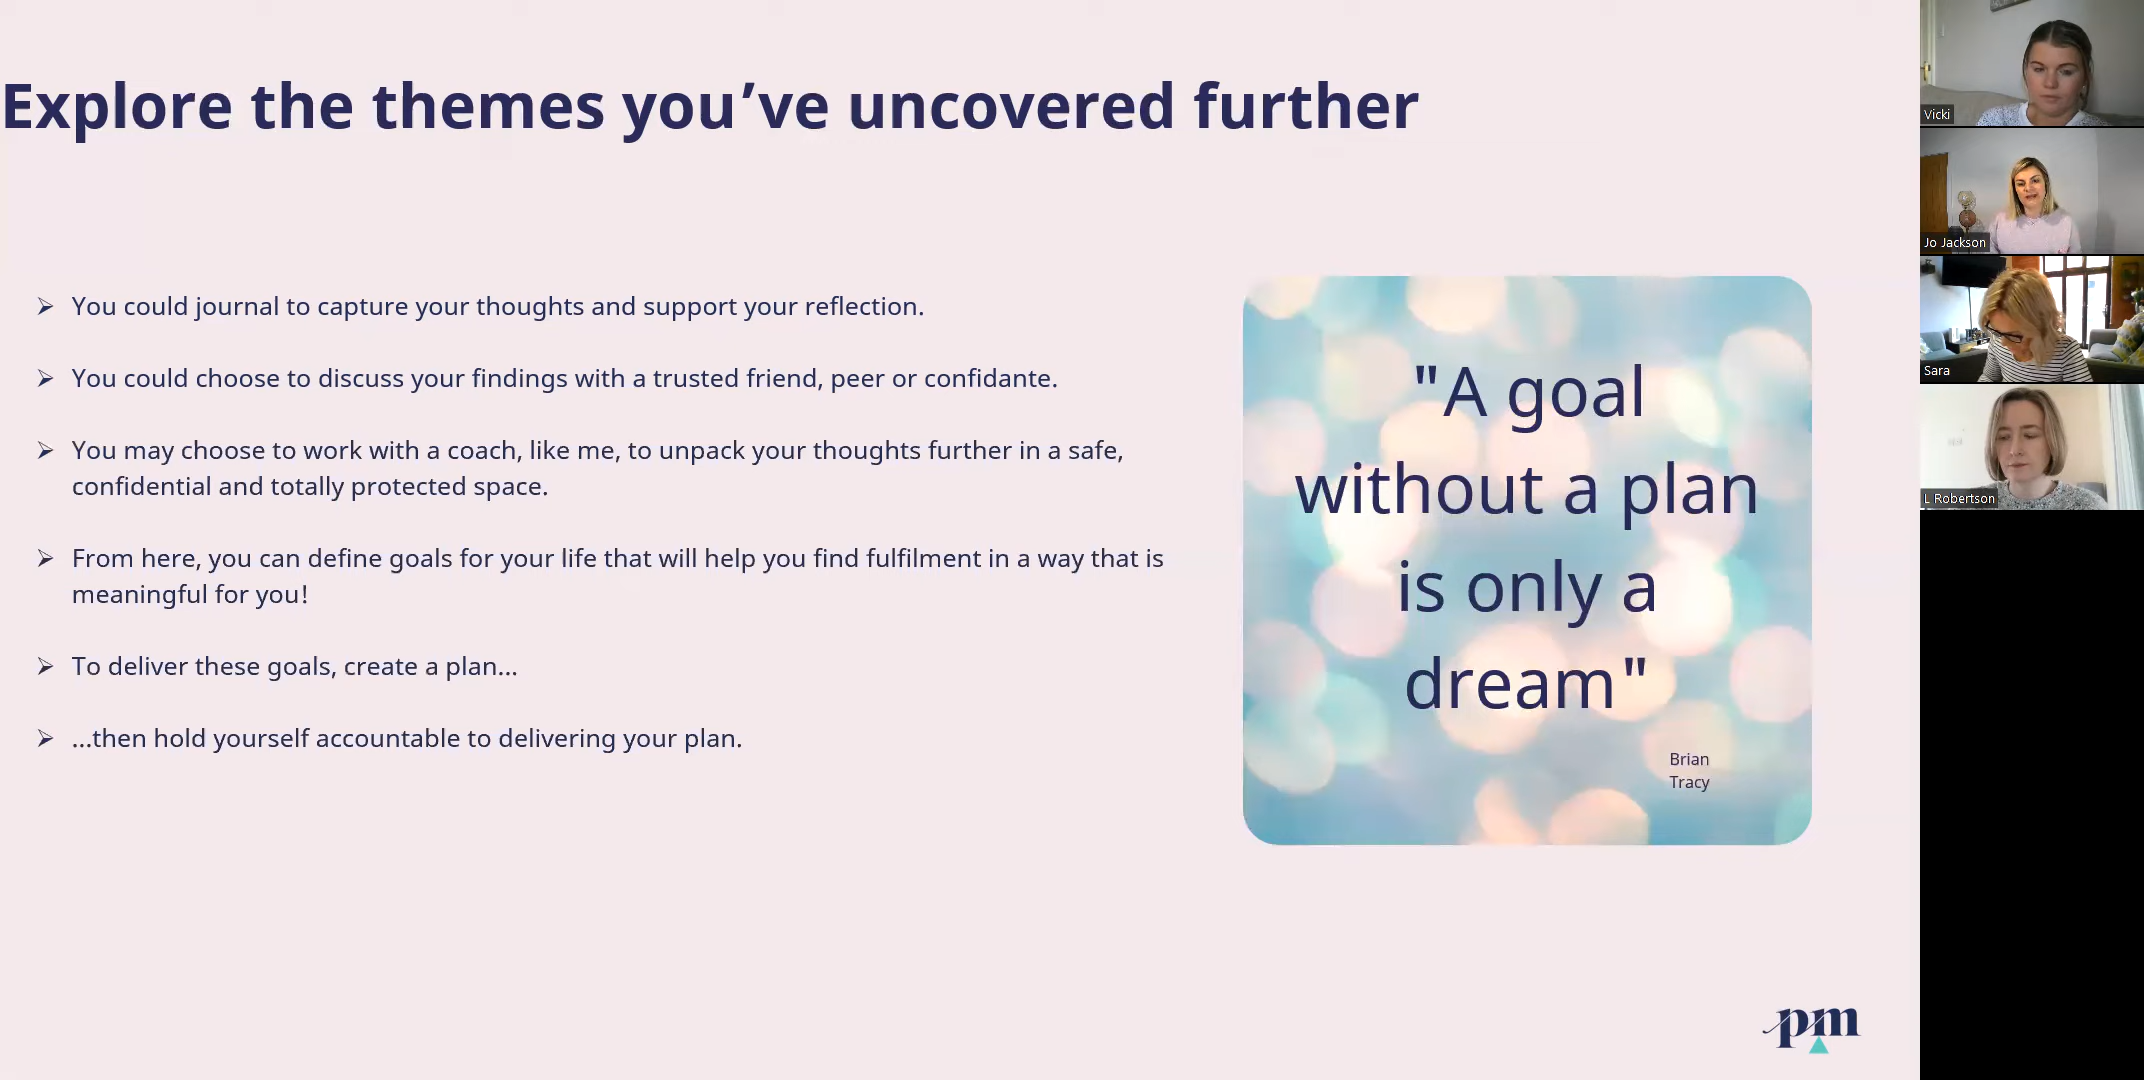 Explore the themes you’ve uncovered further
➢ You could journal to capture your thoughts and support your reflection.
➢ You could choose to discuss your findings with a trusted friend, peer or confidante.
➢ You may choose to work with a coach, like me, to unpack your thoughts further in a safe,
confidential and totally protected space.
➢ From here, you can define goals for your life that will help you find fulfilment in a way that is
meaningful for you!
➢ To deliver these goals, create a plan...
➢ ...then hold yourself accountable to delivering your plan.
"A goal
without a plan
is only a
dream"
Brian
Tracy
pm
Vicki
Jo Jackson
Sara
L Robertson